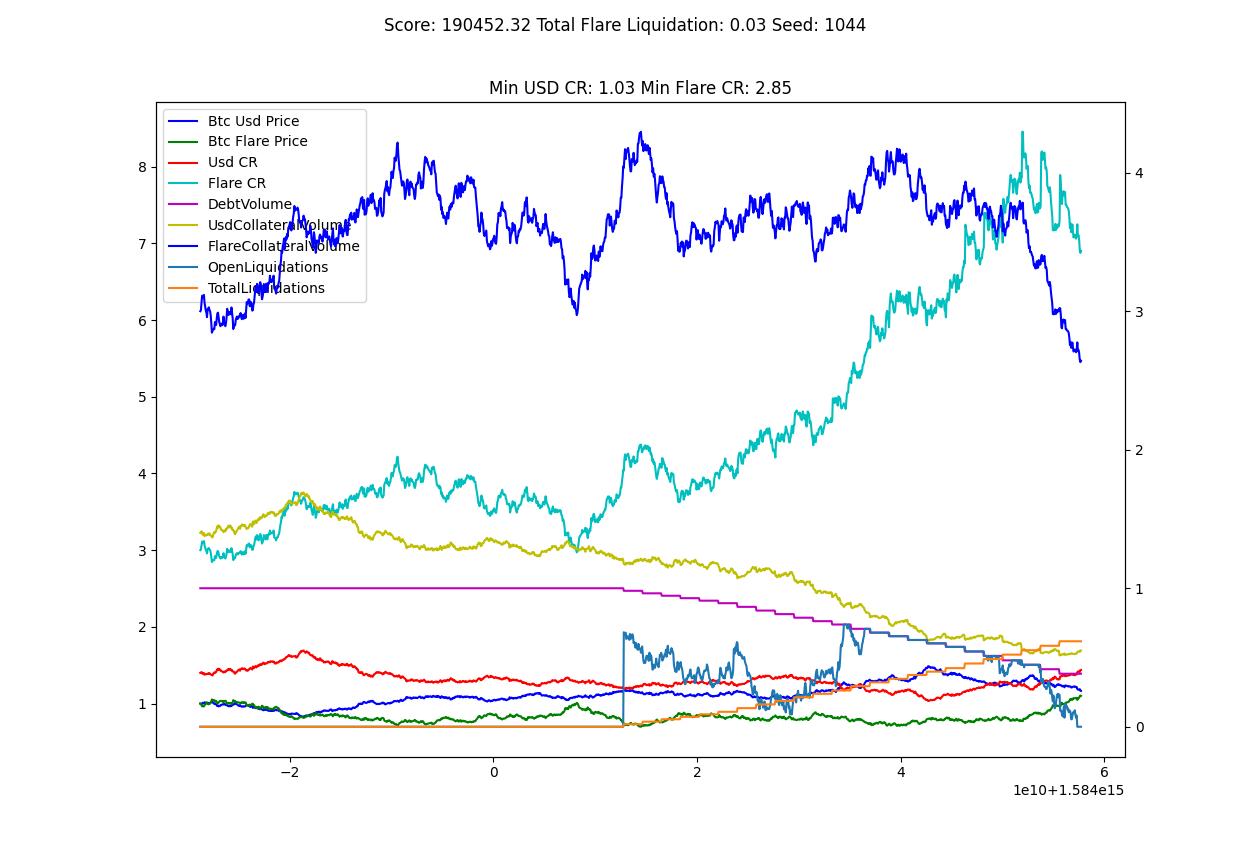 Score: 190452.32 Total Flare Liquidation: 0.03 Seed: 1044
Min USD CR: 1.03 Min Flare CR: 2.85
Btc Usd Price
Btc Flare Price
Usd CR
Flare CR
DebtVolume
UsdCollateralVolume
FlareCollateralVolume
OpenLiquidations
TotalLiquidations
8
7
6
5
4
3
2
1
4
3
2
1
0
−2
0
2
4
6
1e10+1.584e15